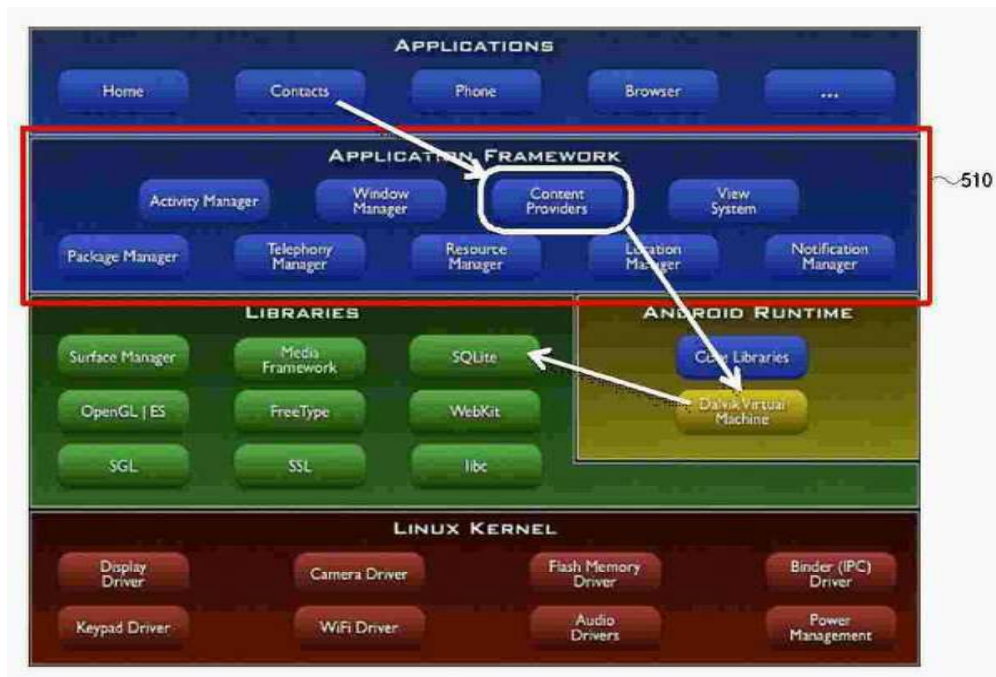 APPLICATIONS
Home
Contacts
Phone
Browser
...
APPLICATION FRAMEWORK
510
Activity Manager
Window
Manager
Content
Providers
View
System
Package Manager
Telephony
Manager
Resource
Manager
Location
Manager
Notification
Manager
LIBRARIES
Surface Manager
Media
Framework
SQLite
OpenGL | ES
FreeType
WebKit
SGL
SSL
libc
ANDROID RUNTIME
Core Libraries
Dalvik Virtual
Machine
LINUX KERNEL
Display
Driver
Camera Driver
Flash Memory
Driver
Binder (IPC)
Driver
Keypad Driver
WiFi Driver
Audio
Drivers
Power
Management